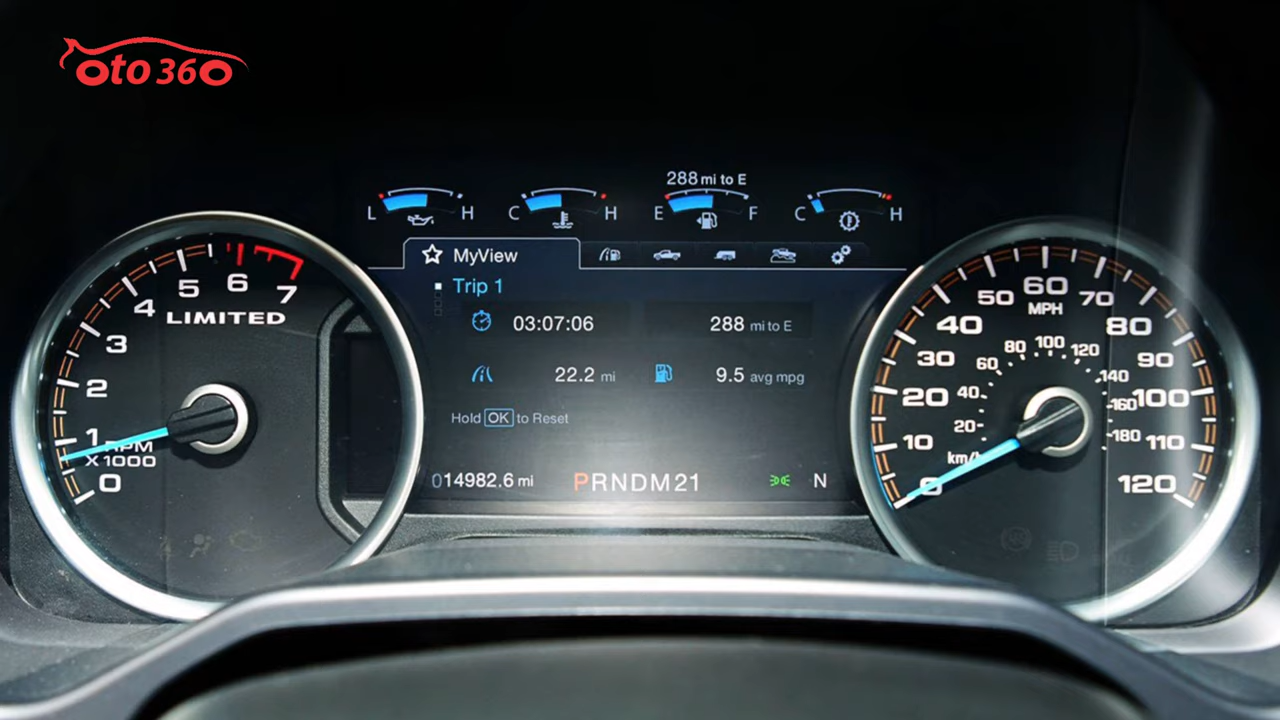 oto 360
288 mi to E
L H C H E F C H
MyView
Trip 1
03:07:06 288 mi to E
22.2 mi 9.5 avg mpg
Hold OK to Reset
014982.6 mi PRNDM21 N
0 1 2 3 4 5 6 7
LIMITED
RPM
X1000
0 10 20 30 40 50 60 70 80 90 100 110 120
MPH
20 40 60 80 100 120 140 160 180
km/h